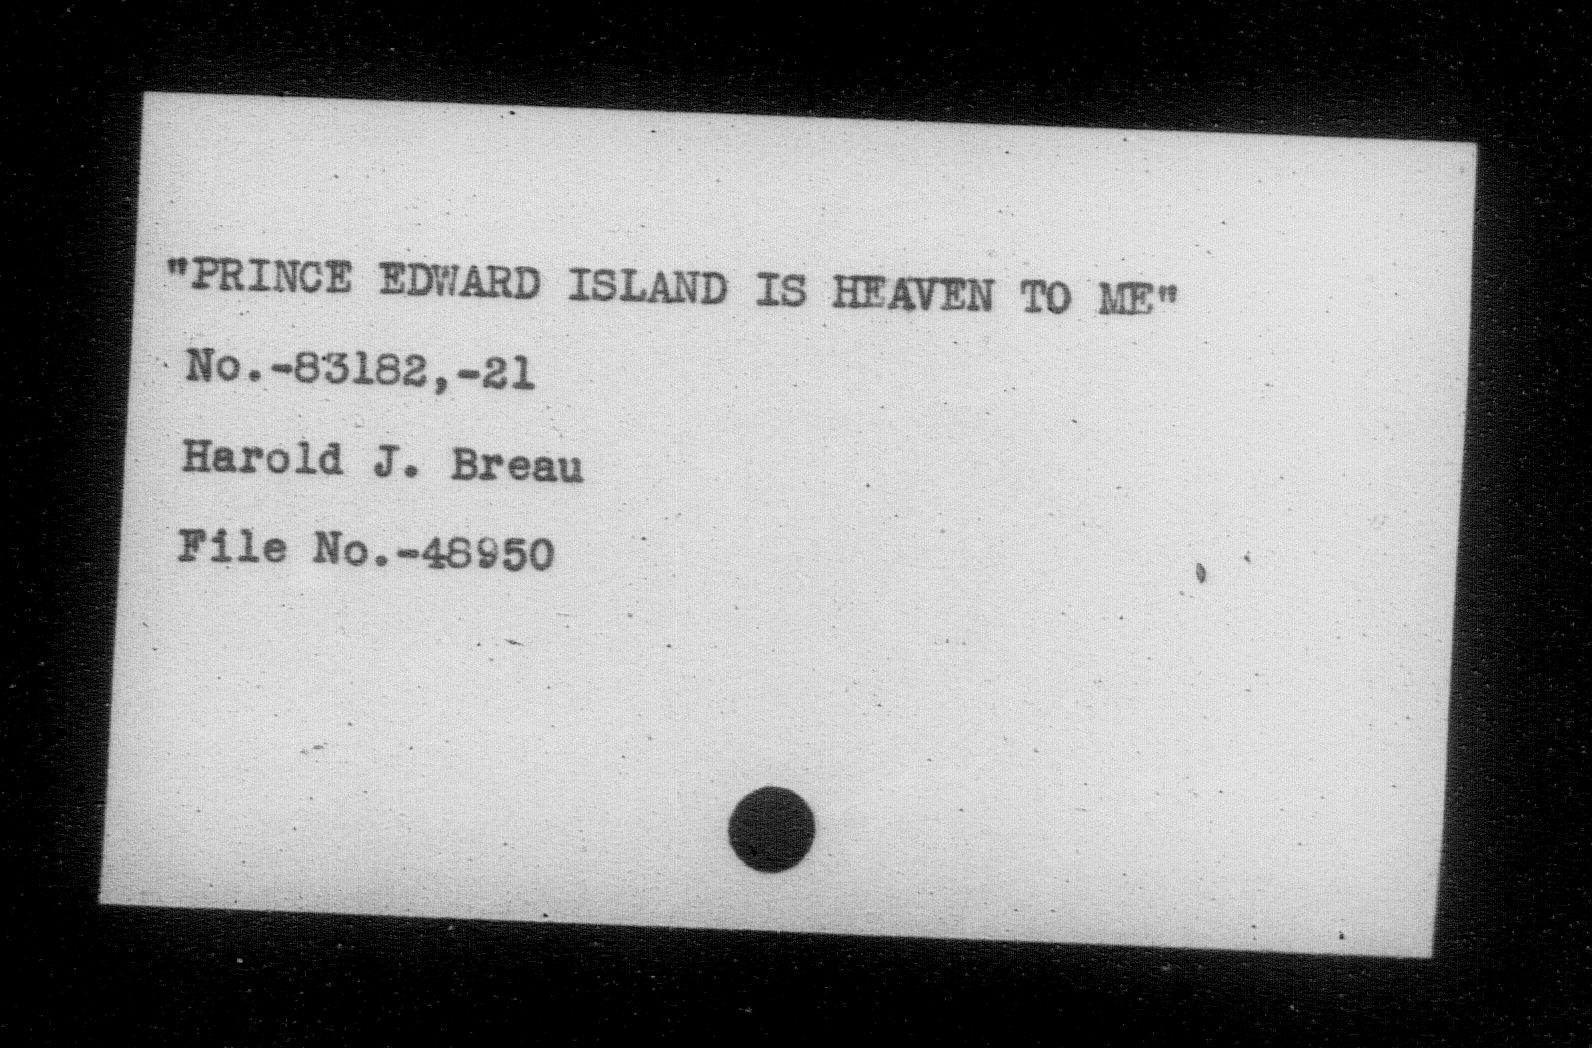 "PRINCE EDWARD ISLAND IS HEAVEN TO ME"
No.-83182,-21
Harold J. Breau
File No.-48950